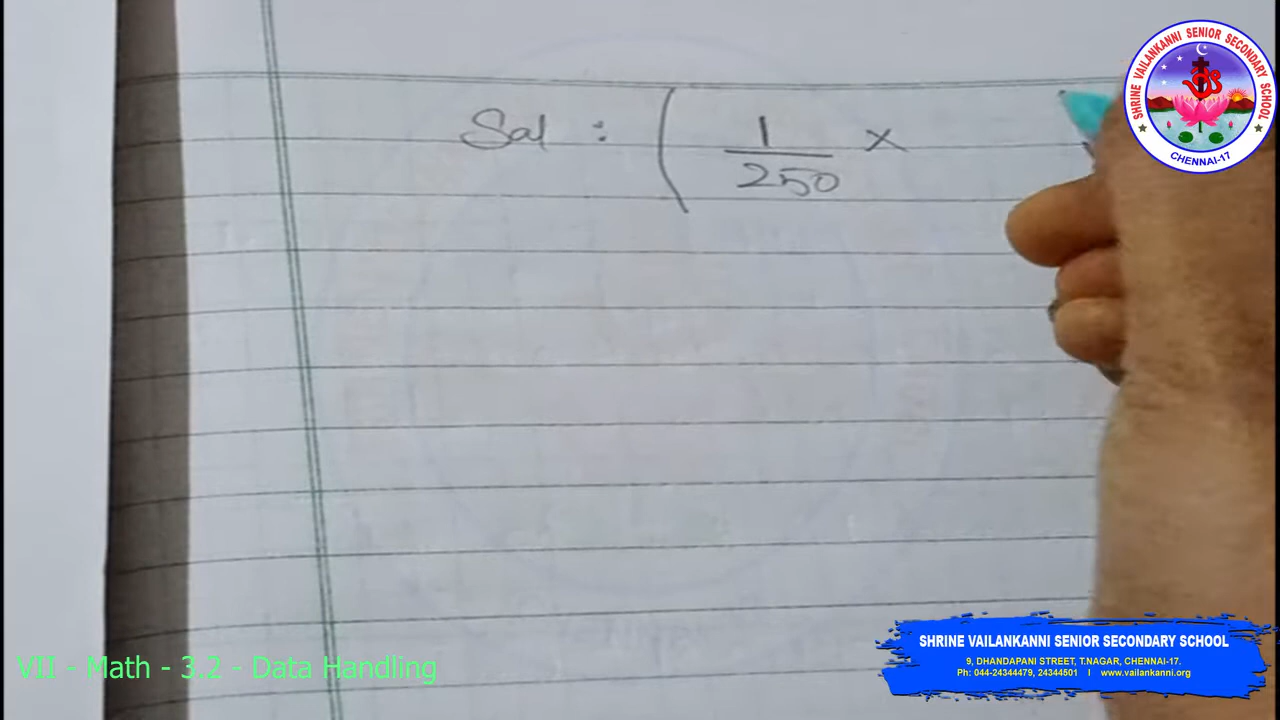 Sol : ( 1/250 ×
SHRINE VAILANKANNI SENIOR SECONDARY SCHOOL
CHENNAI-17
VII - Math - 3.2 - Data Handling
SHRINE VAILANKANNI SENIOR SECONDARY SCHOOL
9, DHANDAPANI STREET, T.NAGAR, CHENNAI-17.
Ph: 044-24344479, 24344501 I www.vailankanni.org